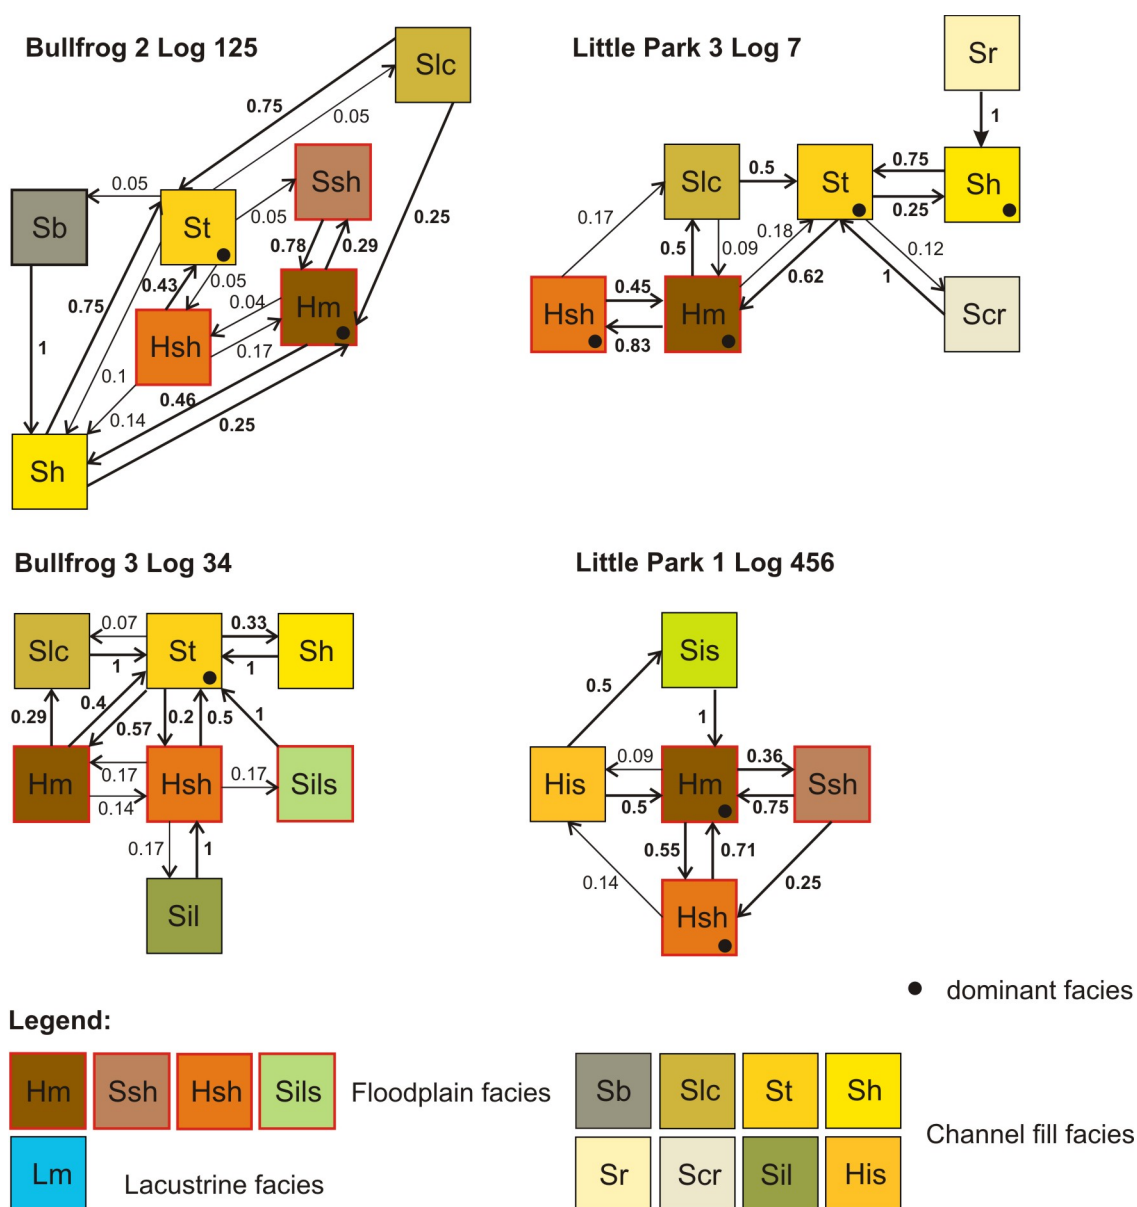 Bullfrog 2 Log 125
Slc
0.75
0.05
Ssh
0.05
Sb
St
0.05
0.25
0.78
0.29
0.43
0.05
0.04
Hm
0.75
Hsh
0.17
1
0.1
0.46
0.14
0.25
Sh
Little Park 3 Log 7
Sr
1
Slc
0.5
St
0.75
Sh
0.25
0.17
0.5
0.09
0.18
0.12
0.62
1
Hsh
0.45
Hm
Scr
0.83
Bullfrog 3 Log 34
Slc
0.07
St
0.33
Sh
1
1
0.29
0.4
0.57
0.2
0.5
1
Hm
0.17
Hsh
0.17
Sils
0.14
0.17
1
Sil
Little Park 1 Log 456
Sis
0.5
1
His
0.09
Hm
0.36
Ssh
0.5
0.75
0.55
0.71
0.14
0.25
Hsh
dominant facies
Legend:
Hm Ssh Hsh Sils Floodplain facies
Lm Lacustrine facies
Sb Slc St Sh
Channel fill facies
Sr Scr Sil His